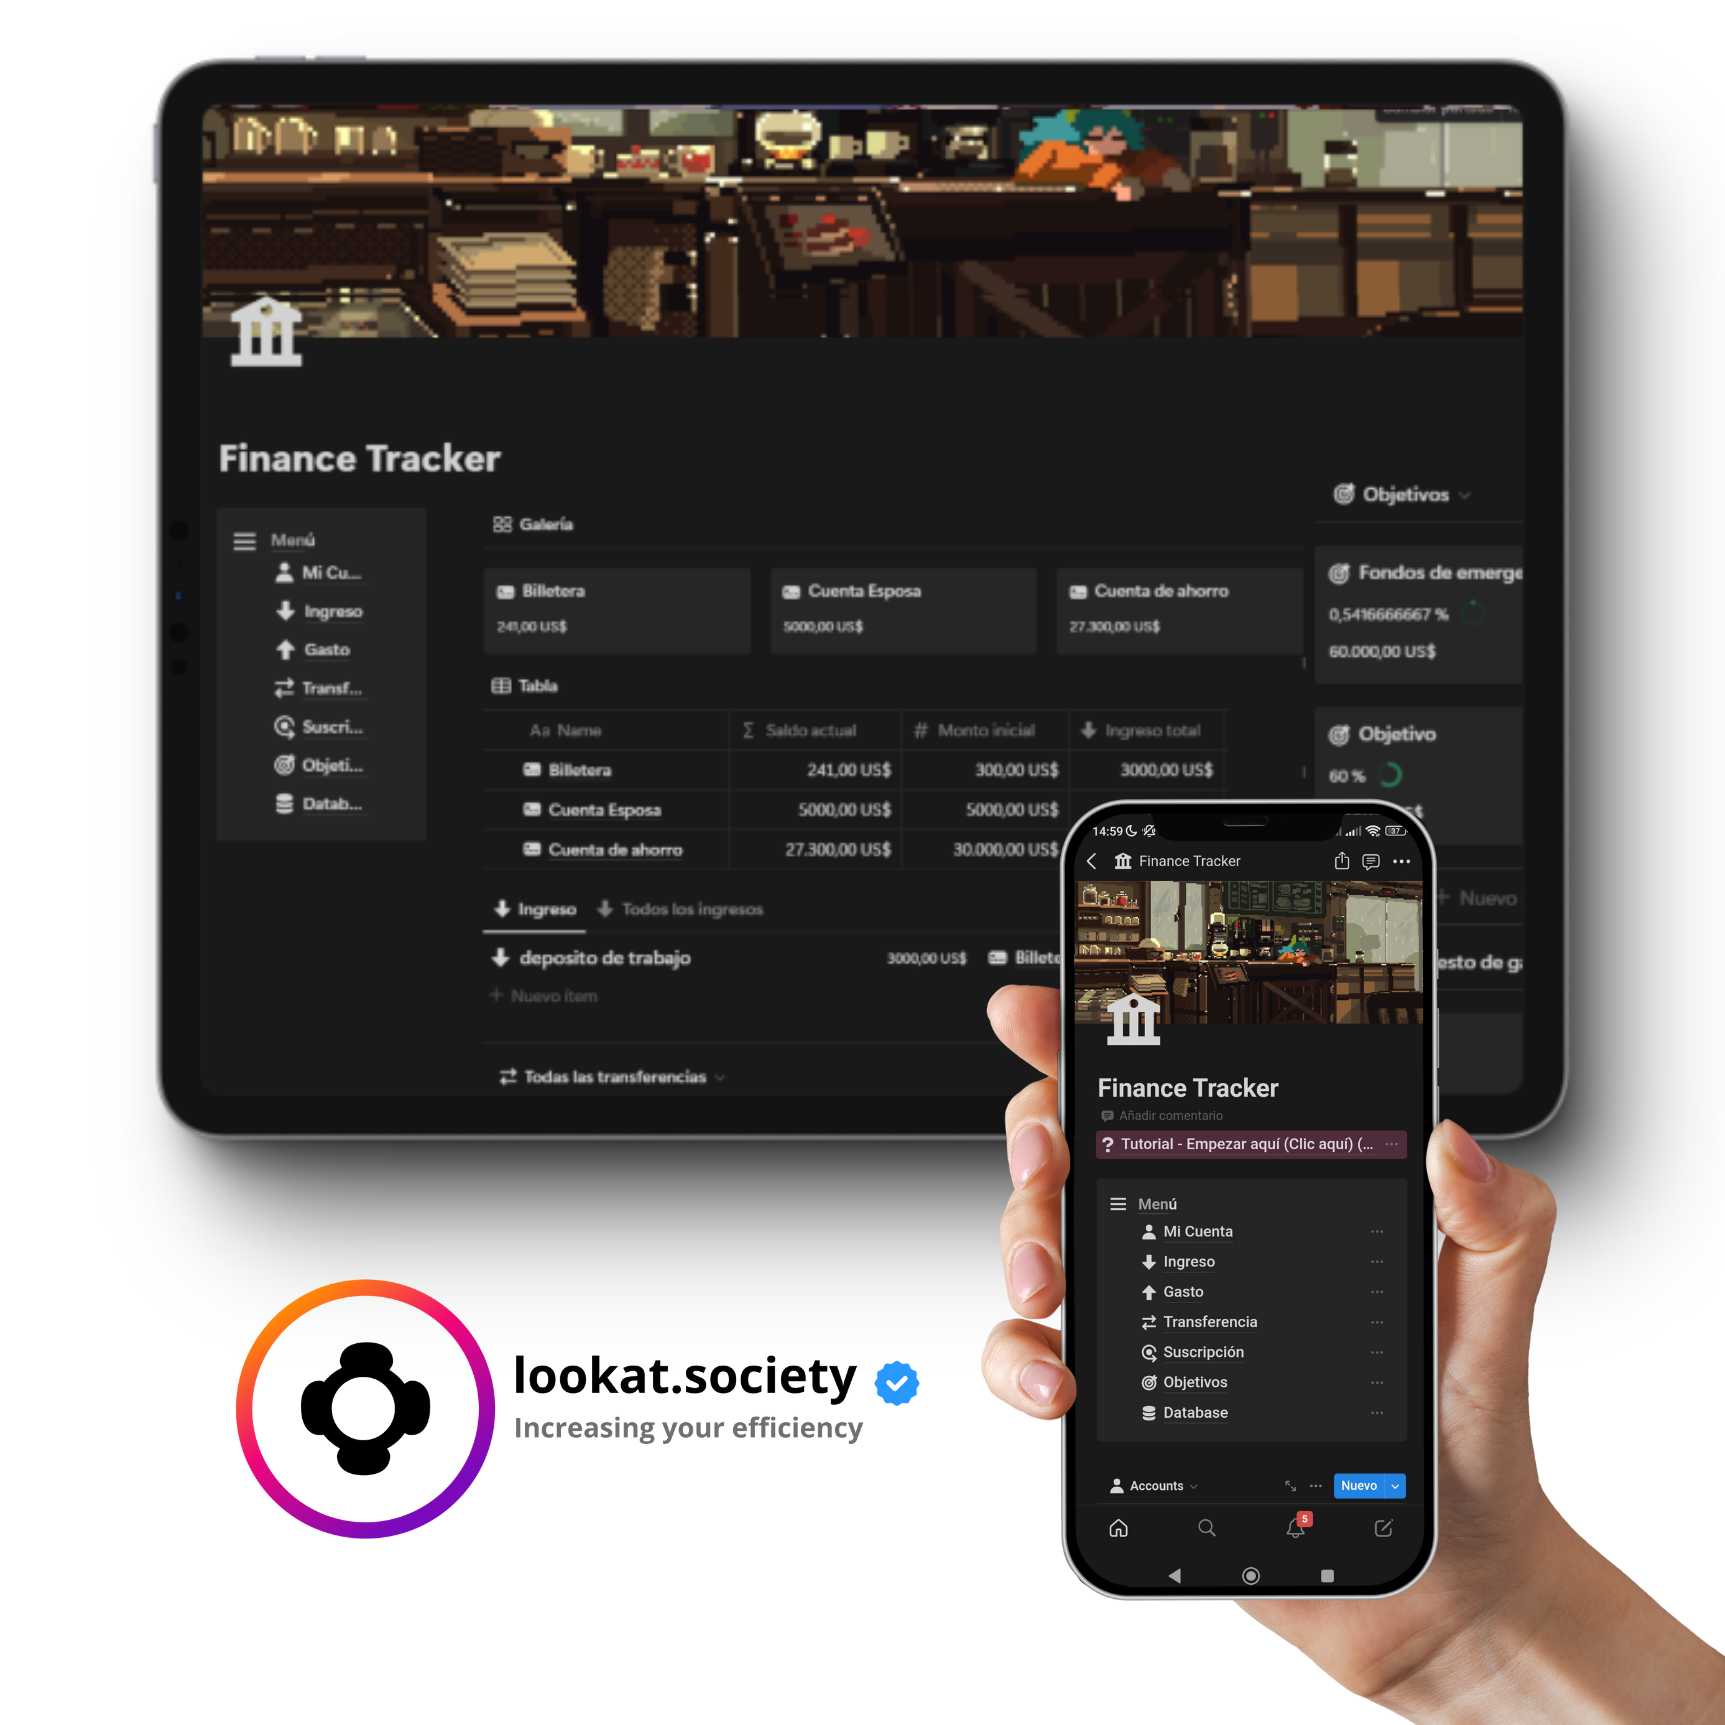 Finance Tracker
Menú
Mi Cu...
Ingreso
Gasto
Transf...
Suscri...
Objeti...
Datab...
Galería
Billetera
241,00 US$
Cuenta Esposa
5000,00 US$
Cuenta de ahorro
27.300,00 US$
Tabla
Aa Name Σ Saldo actual # Monto inicial Ingreso total
Billetera 241,00 US$ 300,00 US$ 3000,00 US$
Cuenta Esposa 5000,00 US$ 5000,00 US$
Cuenta de ahorro 27.300,00 US$ 30.000,00 US$
Ingreso Todos los ingresos
deposito de trabajo 3000,00 US$ Billete
+ Nuevo ítem
Todas las transferencias
Objetivos
Fondos de emerge
0,5416666667 %
60.000,00 US$
Objetivo
60 %
S$
+ Nuevo
esto de ga
14:59 37
Finance Tracker
Finance Tracker
Añadir comentario
? Tutorial - Empezar aquí (Clic aquí) (...
Menú
Mi Cuenta
Ingreso
Gasto
Transferencia
Suscripción
Objetivos
Database
Accounts Nuevo
5
lookat.society
Increasing your efficiency